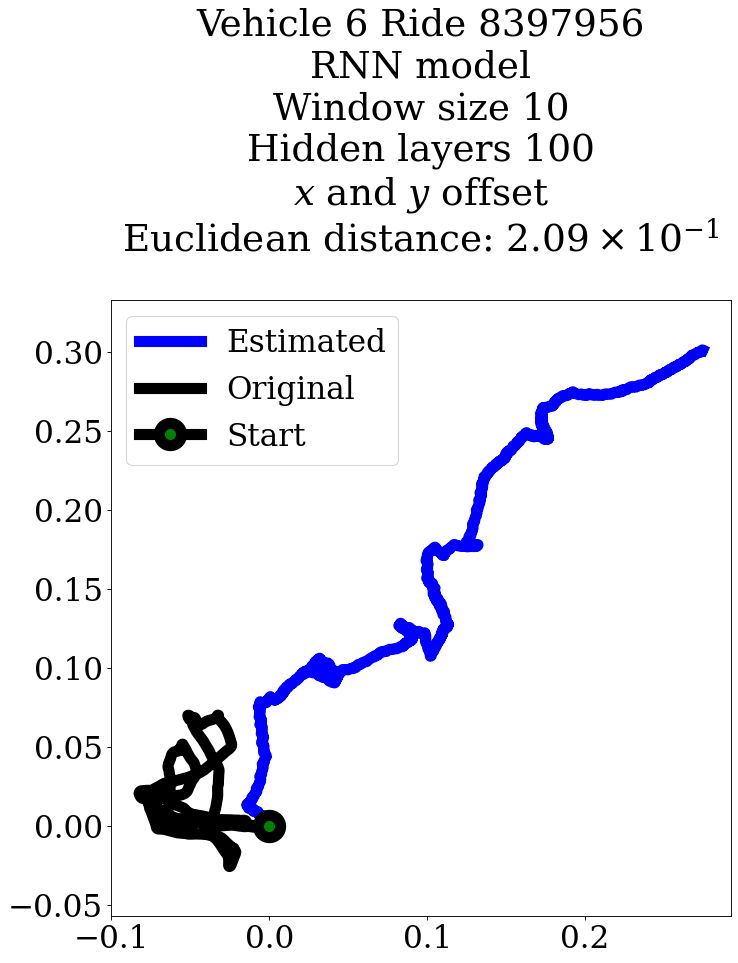 Vehicle 6 Ride 8397956
RNN model
Window size 10
Hidden layers 100
x and y offset
Euclidean distance: 2.09 × 10⁻¹
Estimated
Original
Start
0.30
0.25
0.20
0.15
0.10
0.05
0.00
−0.05
−0.1 0.0 0.1 0.2